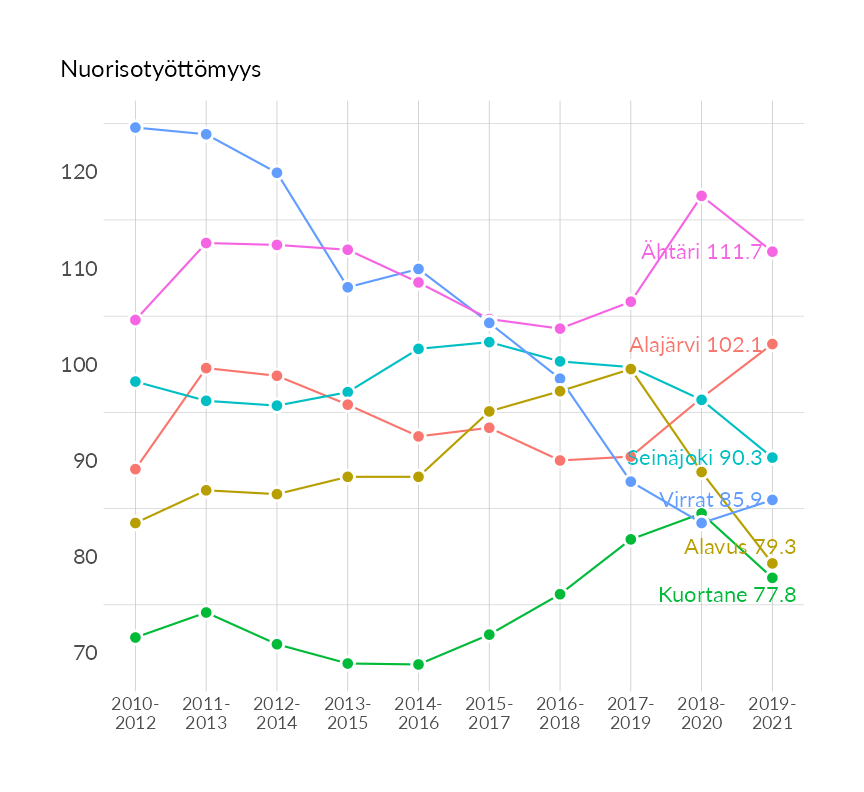 Nuorisotyöttömyys
120
110
100
90
80
70
Ähtäri 111.7
Alajärvi 102.1
Seinäjoki 90.3
Virrat 85.9
Alavus 79.3
Kuortane 77.8
2010- 2011- 2012- 2013- 2014- 2015- 2016- 2017- 2018- 2019-
2012 2013 2014 2015 2016 2017 2018 2019 2020 2021